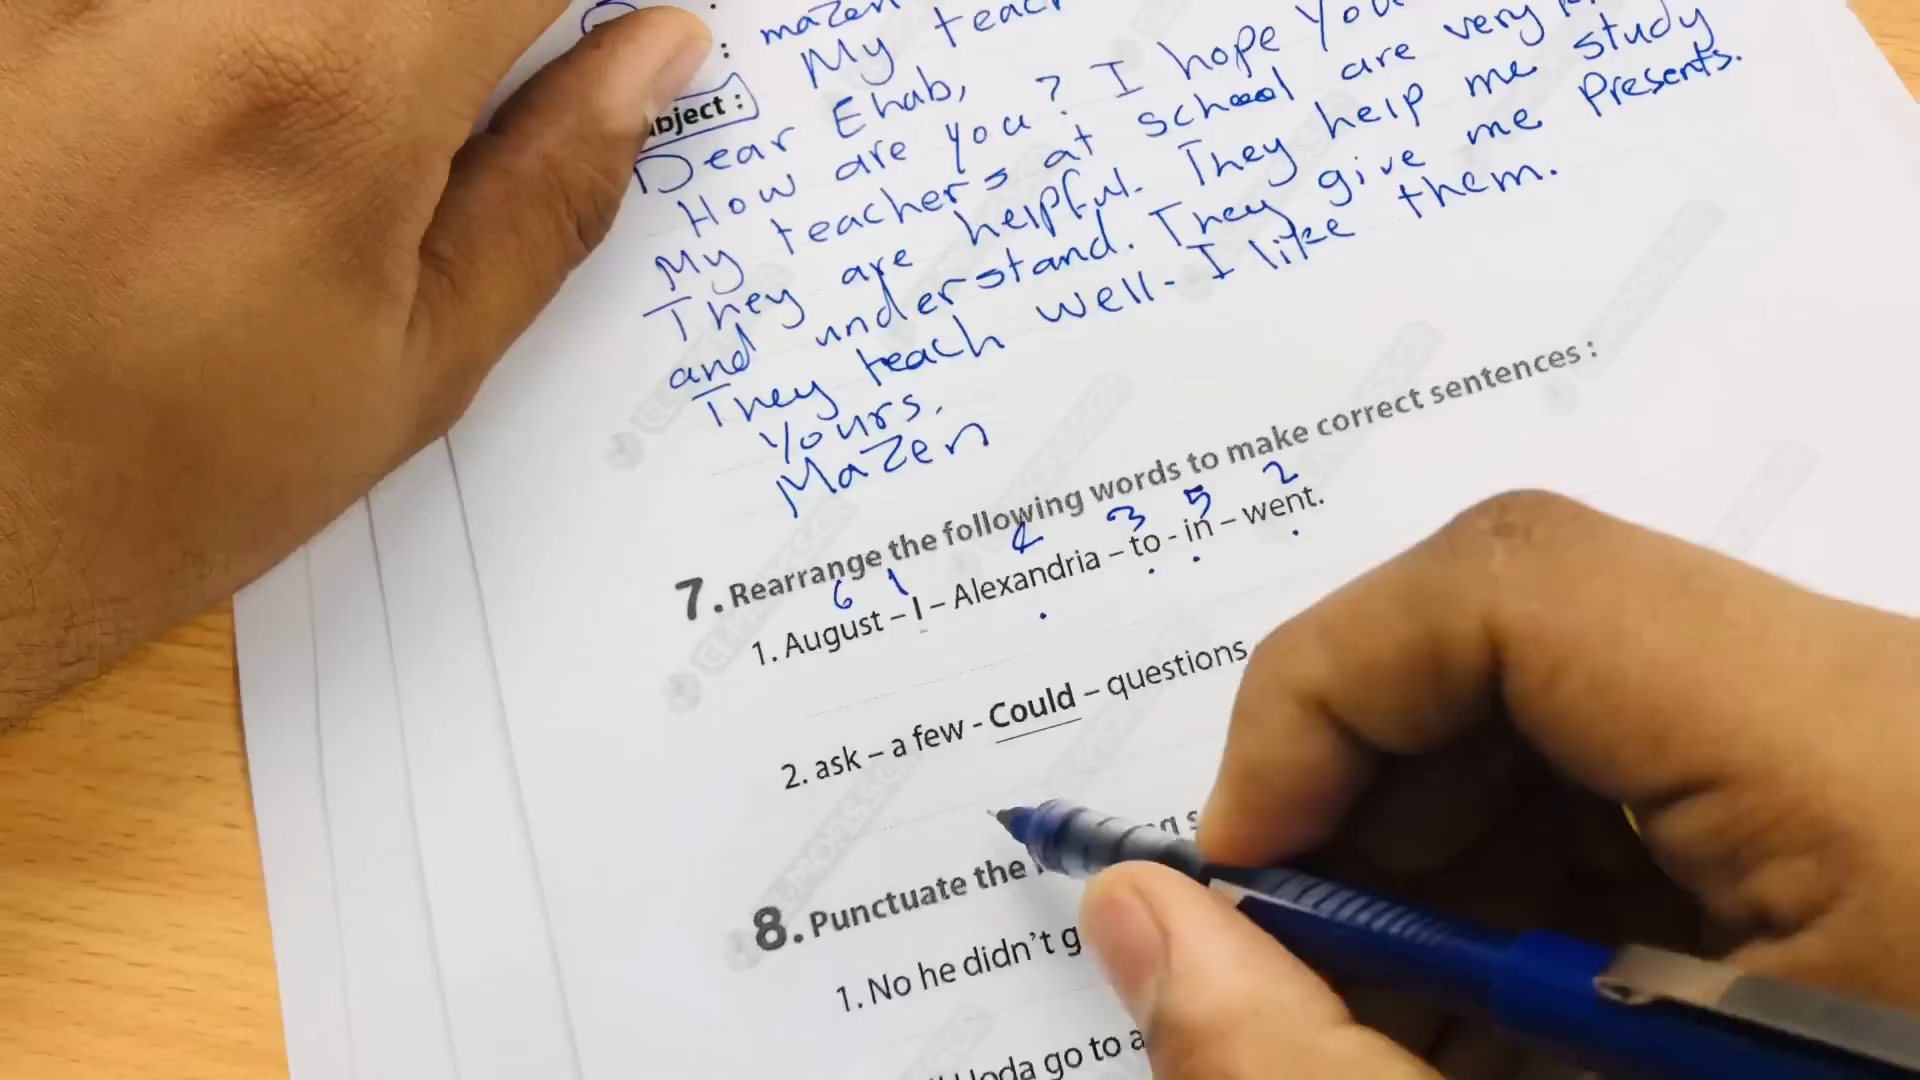 : mazen
: My teac
bject :
Dear Ehab,
How are you? I hope you
My teachers at school are very
They are helpful. They help me study
and understand. They give me presents.
They teach well. I like them.
Yours,
Mazen
7. Rearrange the following words to make correct sentences :
6 1 4 3 5 2
1. August – I – Alexandria – to - in – went.
2. ask – a few - Could – questions
8. Punctuate the
1. No he didn't g
Hoda go to a
ELMORSSCA